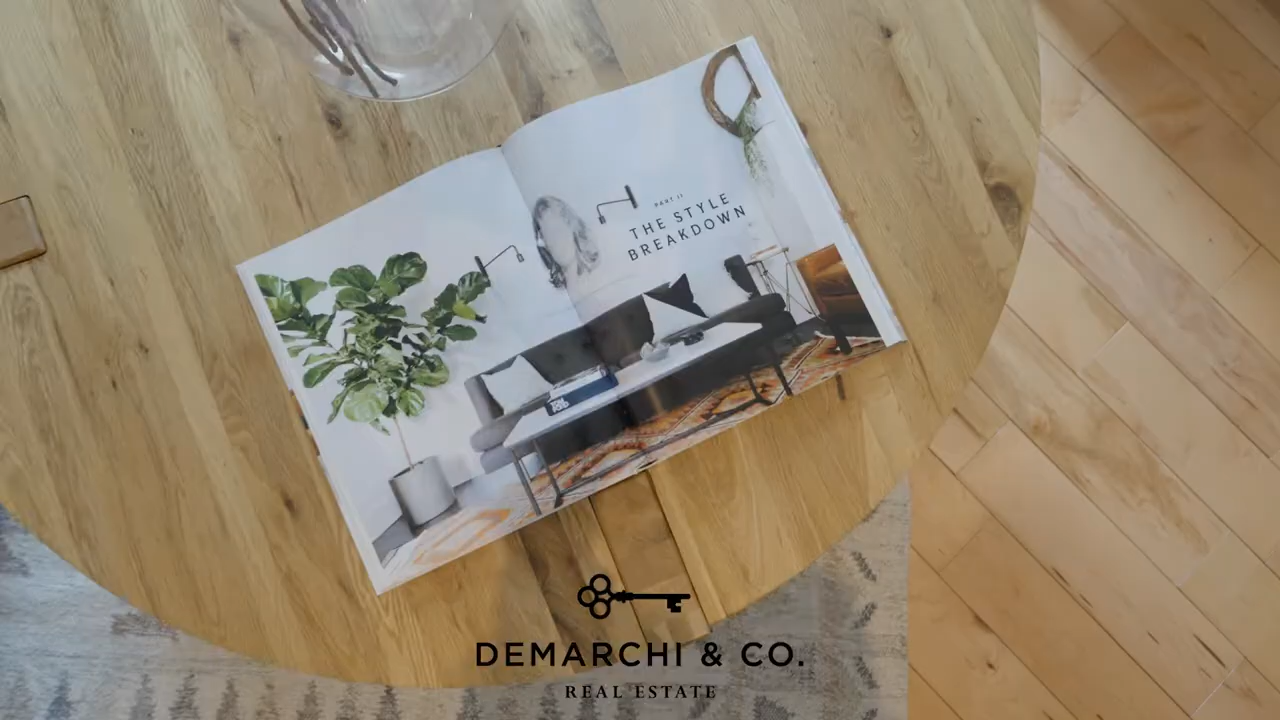 PART II
THE STYLE
BREAKDOWN
DEMARCHI & CO.
REAL ESTATE